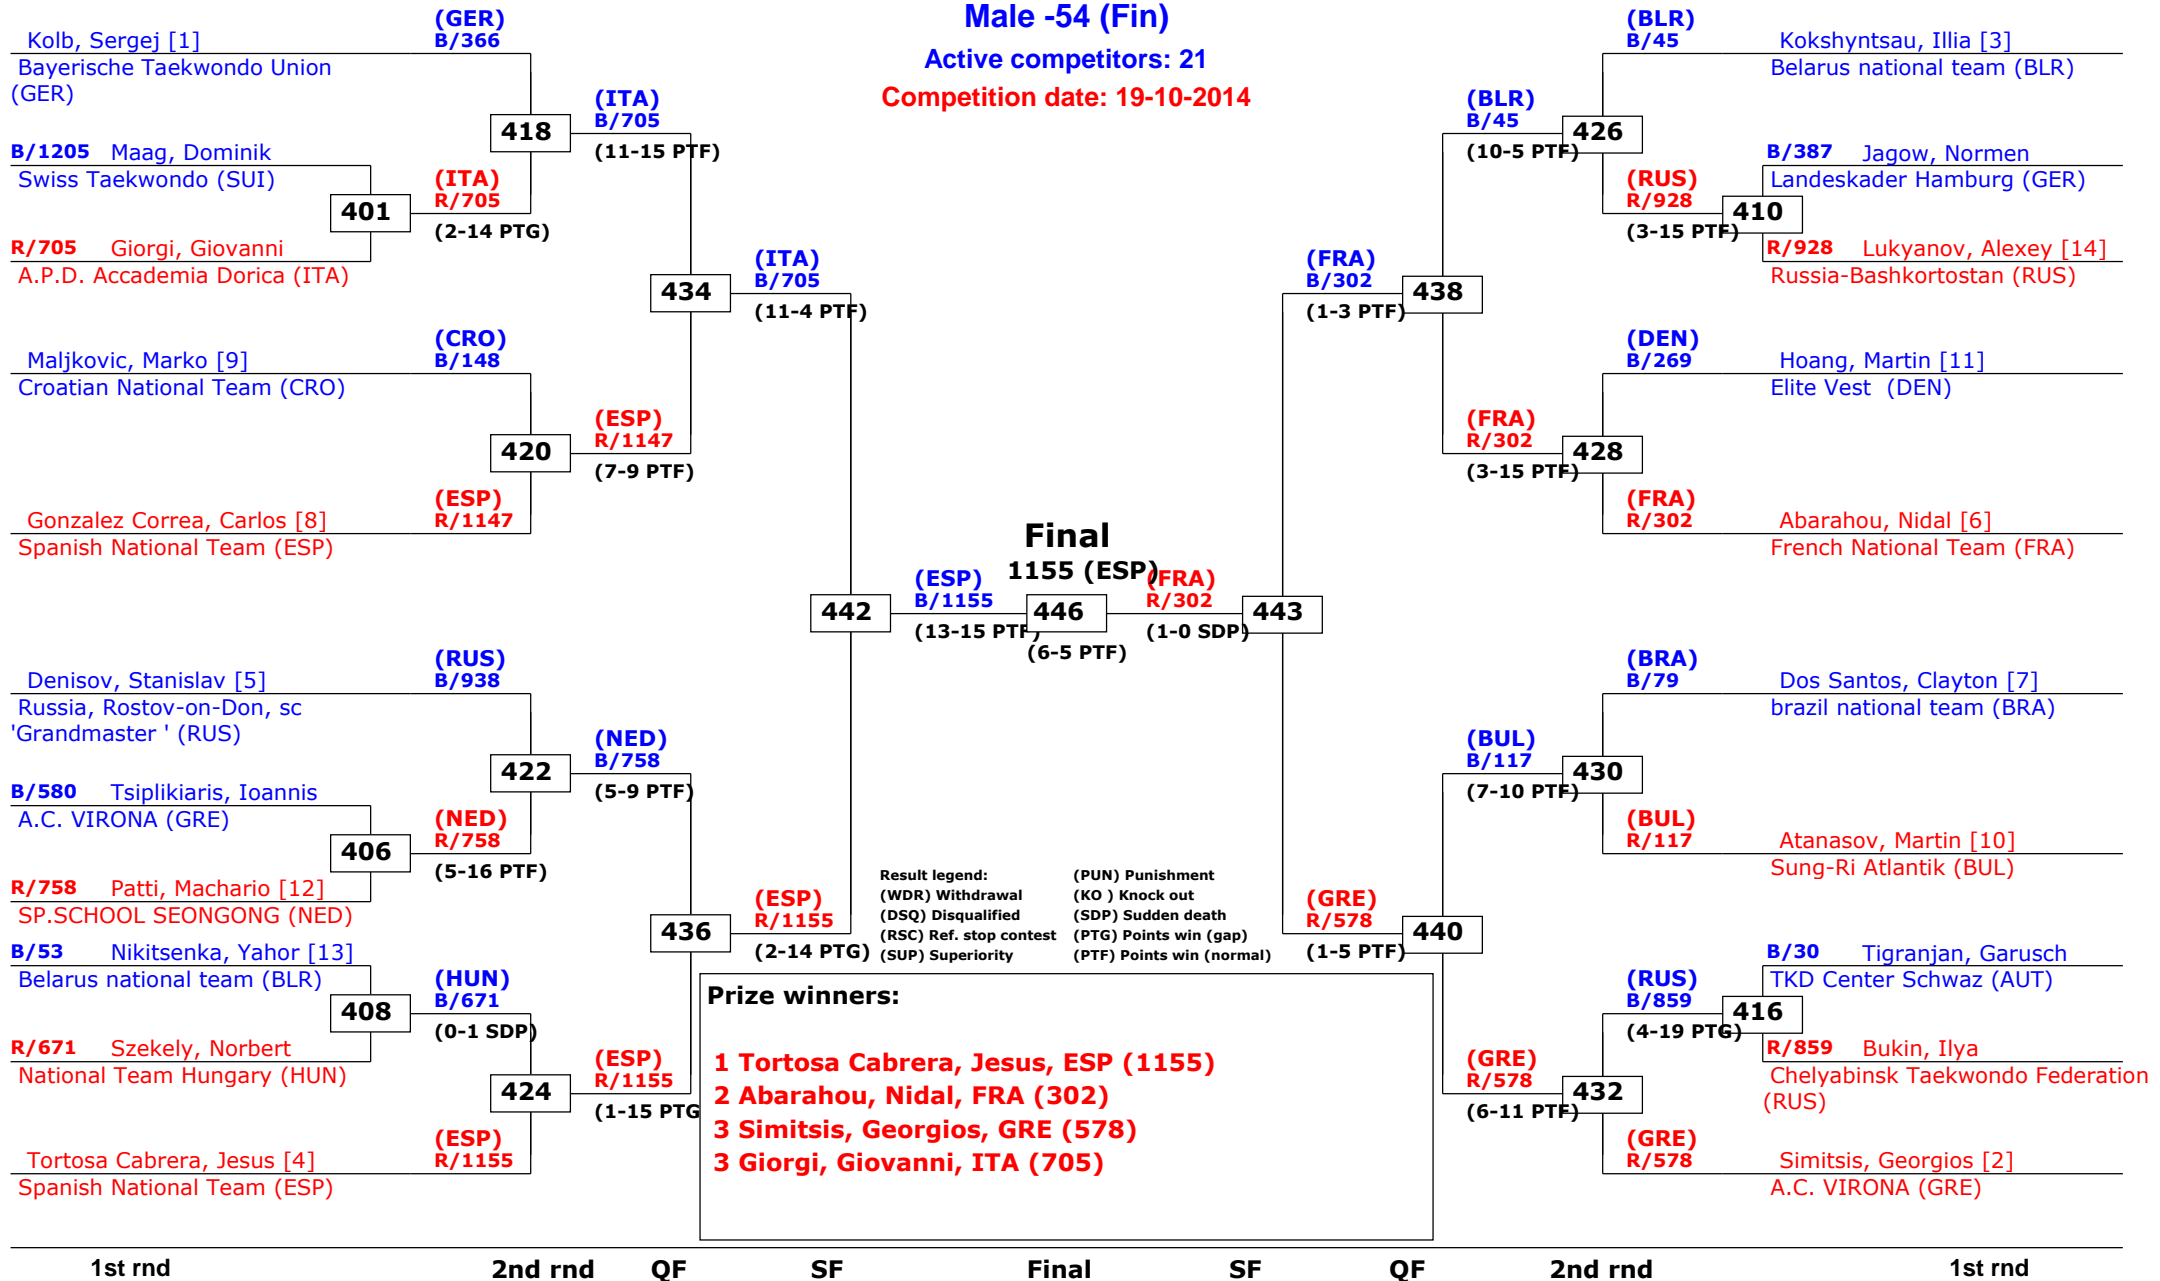 Male -54 (Fin)
Active competitors: 21
Competition date: 19-10-2014
Kolb, Sergej [1]
Bayerische Taekwondo Union
(GER)
(GER)
B/366
B/1205 Maag, Dominik
Swiss Taekwondo (SUI)
401
R/705 Giorgi, Giovanni
A.P.D. Accademia Dorica (ITA)
(ITA)
R/705
(2-14 PTG)
418
(ITA)
B/705
(11-15 PTF)
Maljkovic, Marko [9]
Croatian National Team (CRO)
(CRO)
B/148
420
Gonzalez Correa, Carlos [8]
Spanish National Team (ESP)
(ESP)
R/1147
(ESP)
R/1147
(7-9 PTF)
434
(ITA)
B/705
(11-4 PTF)
Denisov, Stanislav [5]
Russia, Rostov-on-Don, sc
'Grandmaster ' (RUS)
(RUS)
B/938
B/580 Tsiplikiaris, Ioannis
A.C. VIRONA (GRE)
406
R/758 Patti, Machario [12]
SP.SCHOOL SEONGONG (NED)
(NED)
R/758
(5-16 PTF)
422
(NED)
B/758
(5-9 PTF)
B/53 Nikitsenka, Yahor [13]
Belarus national team (BLR)
408
R/671 Szekely, Norbert
National Team Hungary (HUN)
(HUN)
B/671
(0-1 SDP)
424
Tortosa Cabrera, Jesus [4]
Spanish National Team (ESP)
(ESP)
R/1155
(ESP)
R/1155
(1-15 PTG
436
(ESP)
R/1155
(2-14 PTG)
442
(ESP)
B/1155
(13-15 PTF)
Final
1155 (ESP)
446
(6-5 PTF)
(FRA)
R/302
(1-0 SDP)
443
(BLR)
B/45
Kokshyntsau, Illia [3]
Belarus national team (BLR)
B/387 Jagow, Normen
Landeskader Hamburg (GER)
410
R/928 Lukyanov, Alexey [14]
Russia-Bashkortostan (RUS)
(RUS)
R/928
(3-15 PTF)
426
(BLR)
B/45
(10-5 PTF)
(DEN)
B/269
Hoang, Martin [11]
Elite Vest (DEN)
428
(FRA)
R/302
Abarahou, Nidal [6]
French National Team (FRA)
(FRA)
R/302
(3-15 PTF)
438
(FRA)
B/302
(1-3 PTF)
(BRA)
B/79
Dos Santos, Clayton [7]
brazil national team (BRA)
430
(BUL)
R/117
Atanasov, Martin [10]
Sung-Ri Atlantik (BUL)
(BUL)
B/117
(7-10 PTF)
B/30 Tigranjan, Garusch
TKD Center Schwaz (AUT)
416
R/859 Bukin, Ilya
Chelyabinsk Taekwondo Federation
(RUS)
(RUS)
B/859
(4-19 PTG)
432
(GRE)
R/578
Simitsis, Georgios [2]
A.C. VIRONA (GRE)
(GRE)
R/578
(6-11 PTF)
440
(GRE)
R/578
(1-5 PTF)
Result legend:
(WDR) Withdrawal
(DSQ) Disqualified
(RSC) Ref. stop contest
(SUP) Superiority
(PUN) Punishment
(KO ) Knock out
(SDP) Sudden death
(PTG) Points win (gap)
(PTF) Points win (normal)
Prize winners:
1 Tortosa Cabrera, Jesus, ESP (1155)
2 Abarahou, Nidal, FRA (302)
3 Simitsis, Georgios, GRE (578)
3 Giorgi, Giovanni, ITA (705)
1st rnd 2nd rnd QF SF Final SF QF 2nd rnd 1st rnd